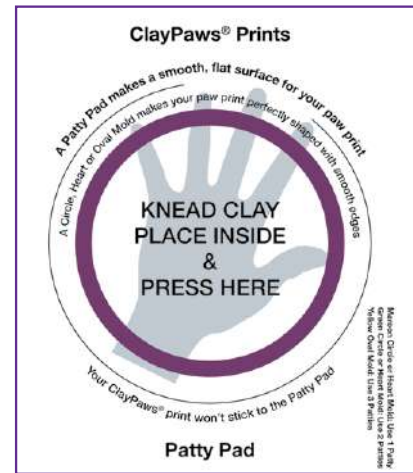 ClayPaws® Prints
A Patty Pad makes a smooth, flat surface for your paw print
A Circle, Heart or Oval Mold makes your paw print perfectly shaped with smooth edges
KNEAD CLAY
PLACE INSIDE
&
PRESS HERE
Your ClayPaws® print won't stick to the Patty Pad
Maroon Circle or Heart Mold: Use 1 Patty
Green Circle or Heart Mold: Use 2 Patties
Yellow Oval Mold: Use 3 Patties
Patty Pad